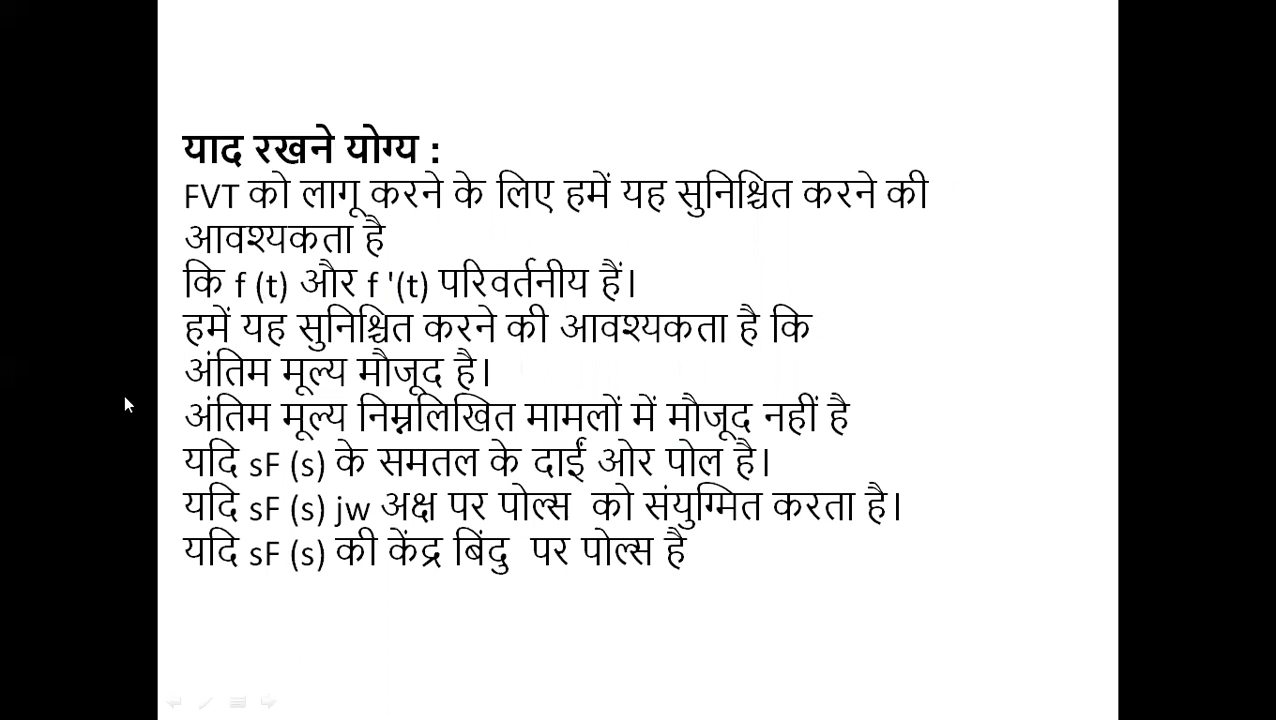 याद रखने योग्य :
FVT को लागू करने के लिए हमें यह सुनिश्चित करने की
आवश्यकता है
कि f (t) और f '(t) परिवर्तनीय हैं।
हमें यह सुनिश्चित करने की आवश्यकता है कि
अंतिम मूल्य मौजूद है।
अंतिम मूल्य निम्नलिखित मामलों में मौजूद नहीं है
यदि sF (s) के समतल के दाईं ओर पोल है।
यदि sF (s) jw अक्ष पर पोल्स को संयुग्मित करता है।
यदि sF (s) की केंद्र बिंदु पर पोल्स है